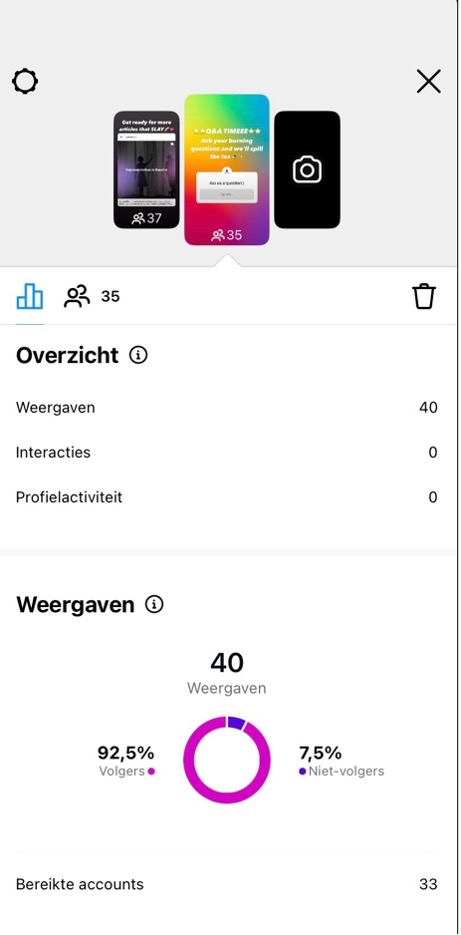 Get ready for more
articles that SLAY
37
Q&A TIMEEE
Ask your burning
questions and we'll spill
the tea
Ask us a question:)
35
35
Overzicht
Weergaven 40
Interacties 0
Profielactiviteit 0
Weergaven
40
Weergaven
92,5% 7,5%
Volgers Niet-volgers
Bereikte accounts 33